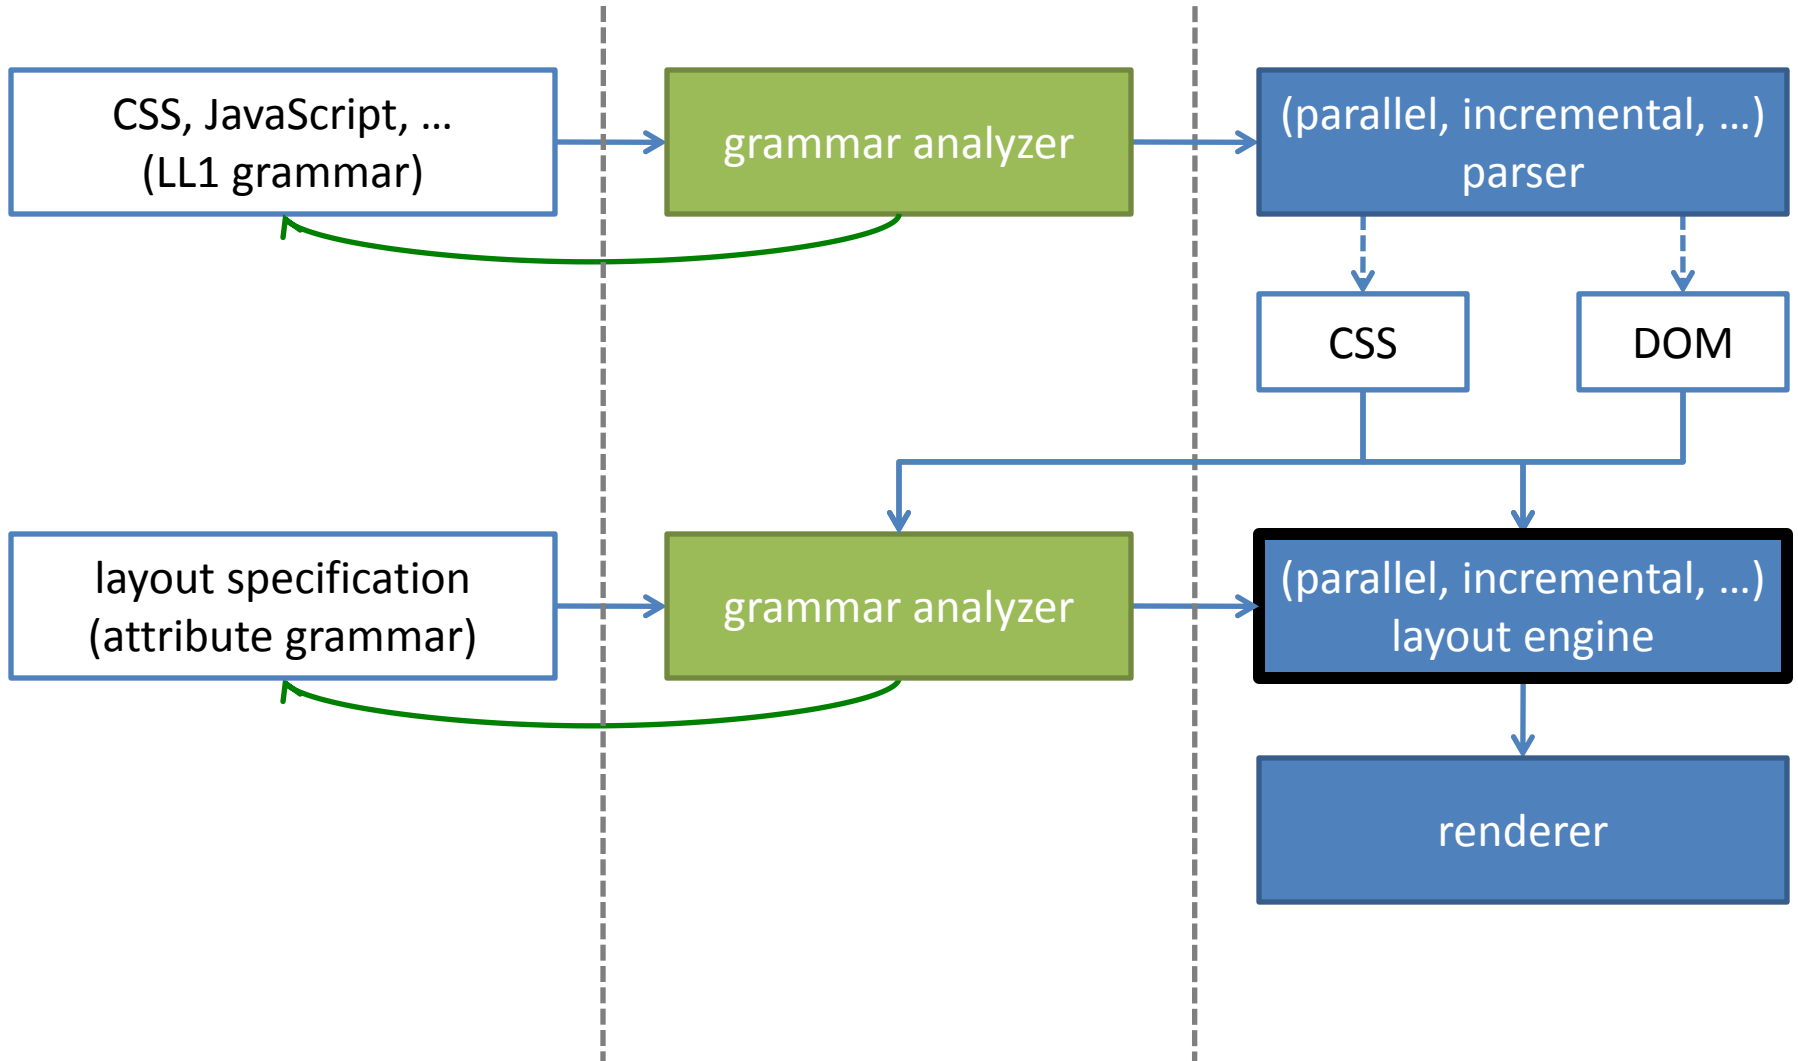 CSS, JavaScript, …
(LL1 grammar)
grammar analyzer
(parallel, incremental, …)
parser
CSS
DOM
layout specification
(attribute grammar)
grammar analyzer
(parallel, incremental, …)
layout engine
renderer